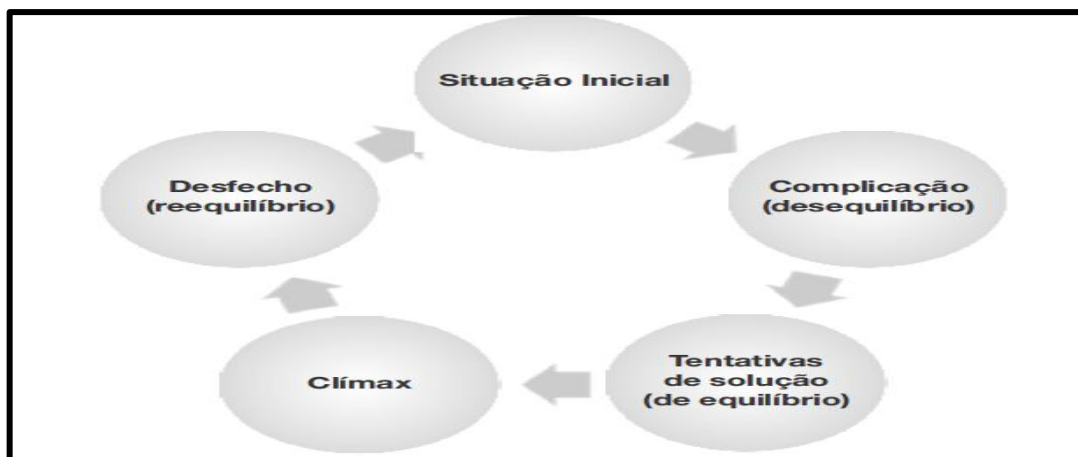 Situação Inicial
Complicação
(desequilíbrio)
Tentativas
de solução
(de equilíbrio)
Clímax
Desfecho
(reequilíbrio)